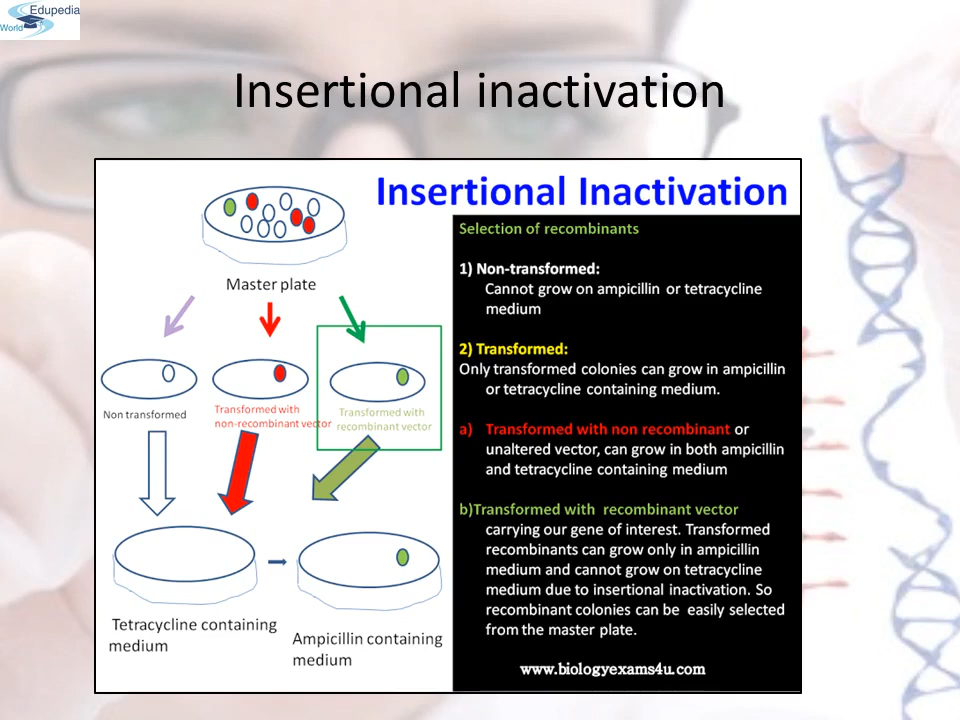 Edupedia
World
Insertional inactivation
Insertional Inactivation
Master plate
Non transformed
Transformed with
non-recombinant vector
Transformed with
recombinant vector
Tetracycline containing
medium
Ampicillin containing
medium
Selection of recombinants
1) Non-transformed:
Cannot grow on ampicillin or tetracycline
medium
2) Transformed:
Only transformed colonies can grow in ampicillin
or tetracycline containing medium.
a) Transformed with non recombinant or
unaltered vector, can grow in both ampicillin
and tetracycline containing medium
b)Transformed with recombinant vector
carrying our gene of interest. Transformed
recombinants can grow only in ampicillin
medium and cannot grow on tetracycline
medium due to insertional inactivation. So
recombinant colonies can be easily selected
from the master plate.
www.biologyexams4u.com